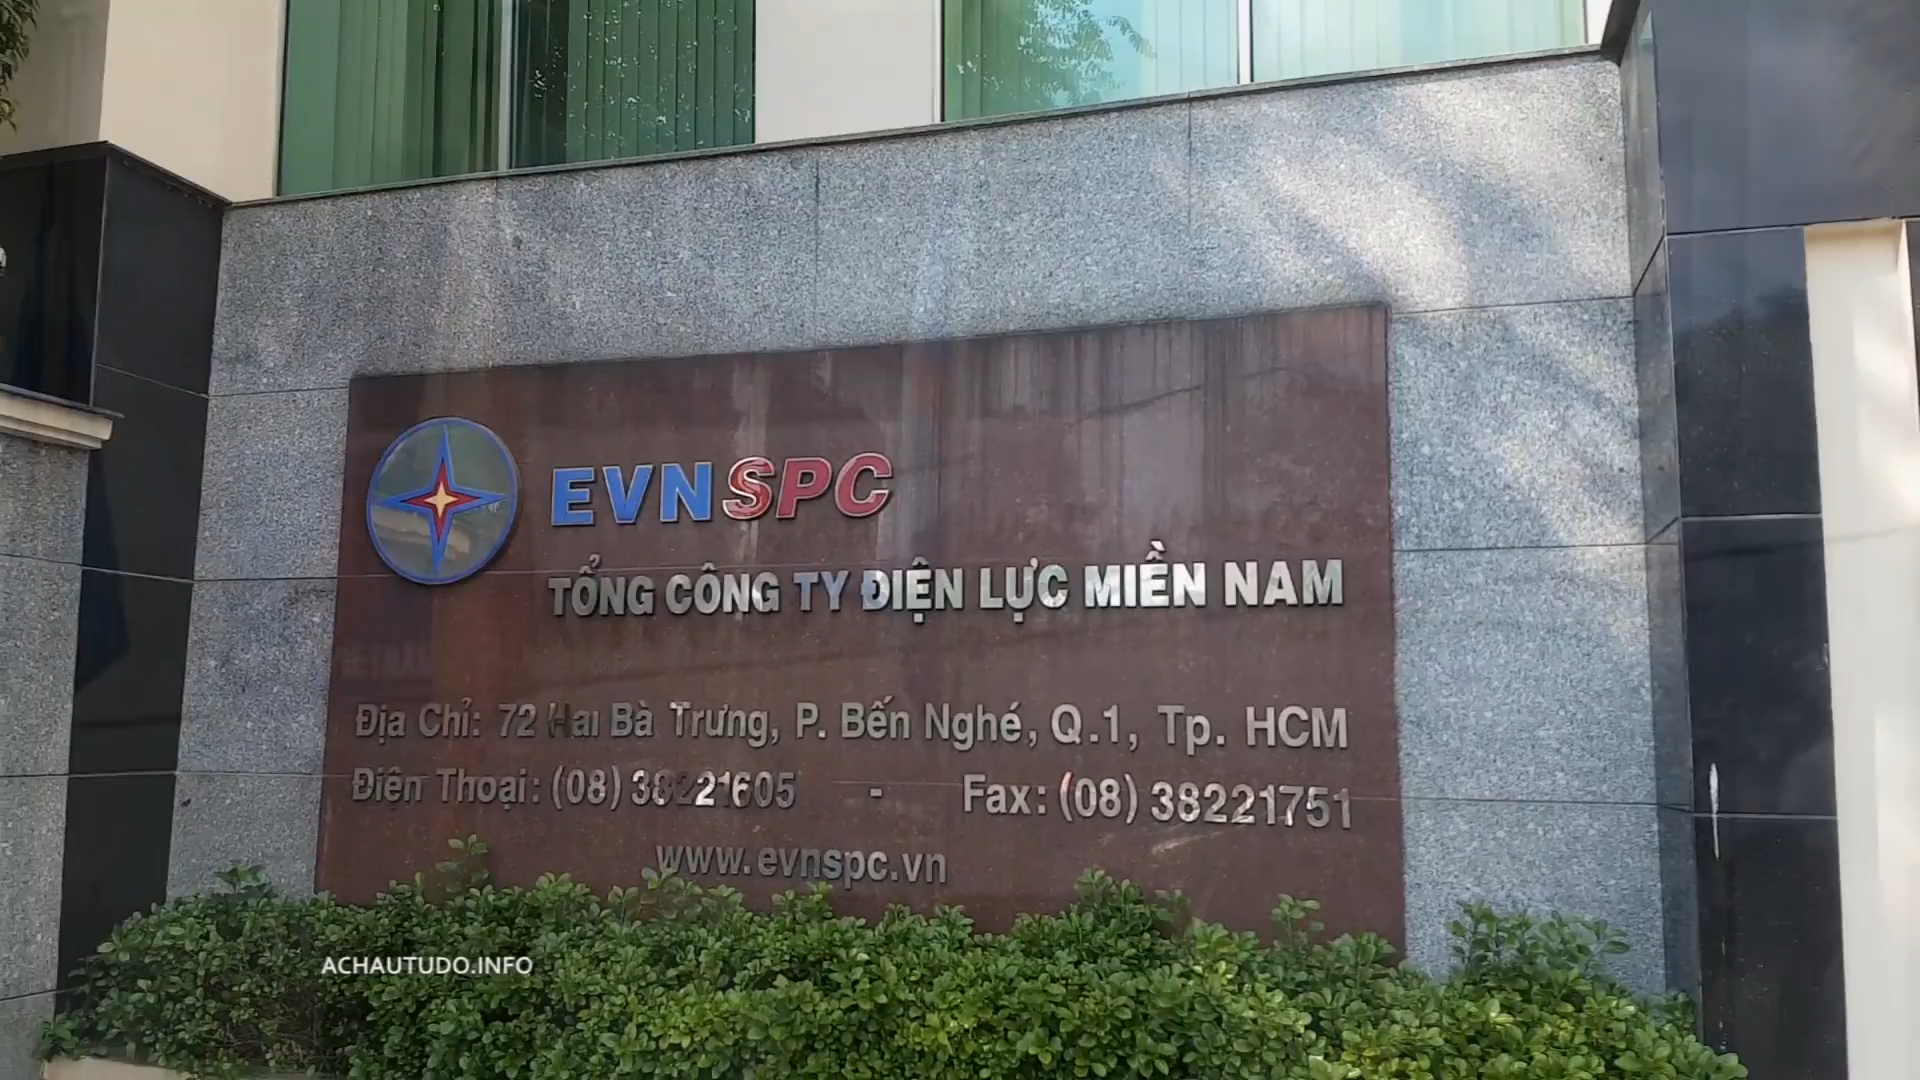 EVNSPC
TỔNG CÔNG TY ĐIỆN LỰC MIỀN NAM
Địa Chỉ: 72 Hai Bà Trưng, P. Bến Nghé, Q.1, Tp. HCM
Điện Thoại: (08) 38221605 - Fax: (08) 38221751
www.evnspc.vn
ACHAUTUDO.INFO